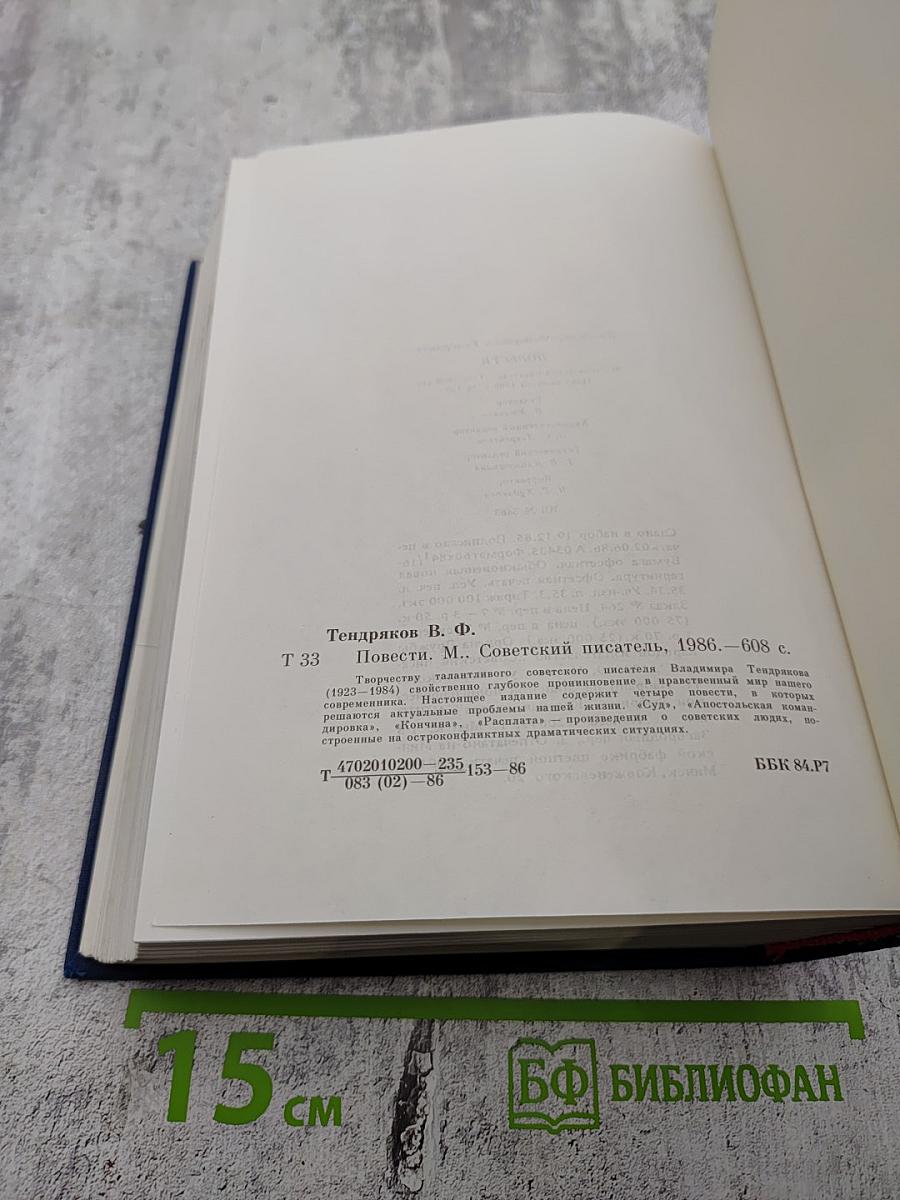 Тендряков В. Ф.
Т 33 Повести. М.. Советский писатель, 1986.—608 с.
Творчеству талантливого советского писателя Владимира Тендрякова
(1923—1984) свойственно глубокое проникновение в нравственный мир нашего
современника. Настоящее издание содержит четыре повести, в которых
решаются актуальные проблемы нашей жизни. «Суд», «Апостольская коман-
дировка», «Кончина», «Расплата» — произведения о советских людях, по-
строенные на остроконфликтных драматических ситуациях.
Т 4702010200—235 153—86
083 (02)—86
ББК 84.Р7
15 см
БФ БИБЛИОФАН